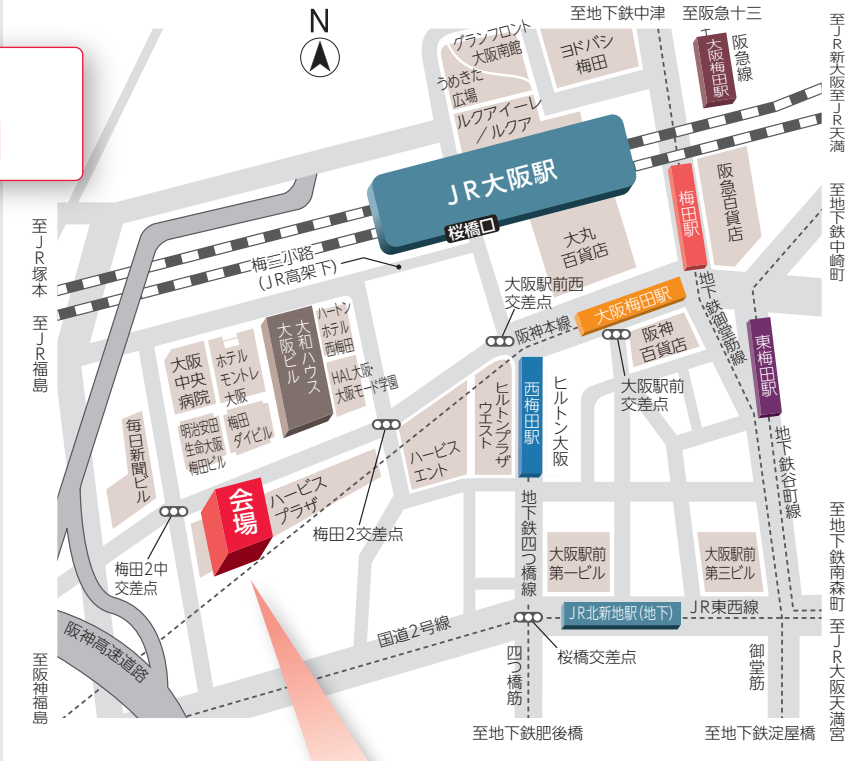 N
至地下鉄中津
至阪急十三
至JR新大阪
至JR天満
グランフロント
大阪南館
ヨドバシ
梅田
大阪梅田駅
阪急線
うめきた
広場
ルクアイーレ
/ルクア
JR大阪駅
桜橋口
梅田駅
阪急百貨店
至地下鉄中崎町
大丸
百貨店
至JR塚本
梅三小路
(JR高架下)
大阪駅前西
交差点
大阪梅田駅
阪神本線
地下鉄御堂筋線
至JR福島
大和ハウス
大阪ビル
ハートン
ホテル
西梅田
阪神
百貨店
東梅田駅
大阪
中央
病院
ホテル
モントレ
大阪
HAL大阪・
大阪モード学園
西梅田駅
ヒルトン大阪
大阪駅前
交差点
ヒルトンプラザ
ウエスト
毎日新聞ビル
明治安田
生命大阪
梅田ビル
梅田
ダイビル
ハービス
エント
地下鉄谷町線
会場
ハービス
プラザ
梅田2交差点
地下鉄四つ橋線
梅田2中
交差点
大阪駅前
第一ビル
大阪駅前
第三ビル
至地下鉄南森町
JR北新地駅(地下)
JR東西線
阪神高速道路
国道2号線
桜橋交差点
四つ橋筋
御堂筋
至JR大阪天満宮
至阪神福島
至地下鉄肥後橋
至地下鉄淀屋橋